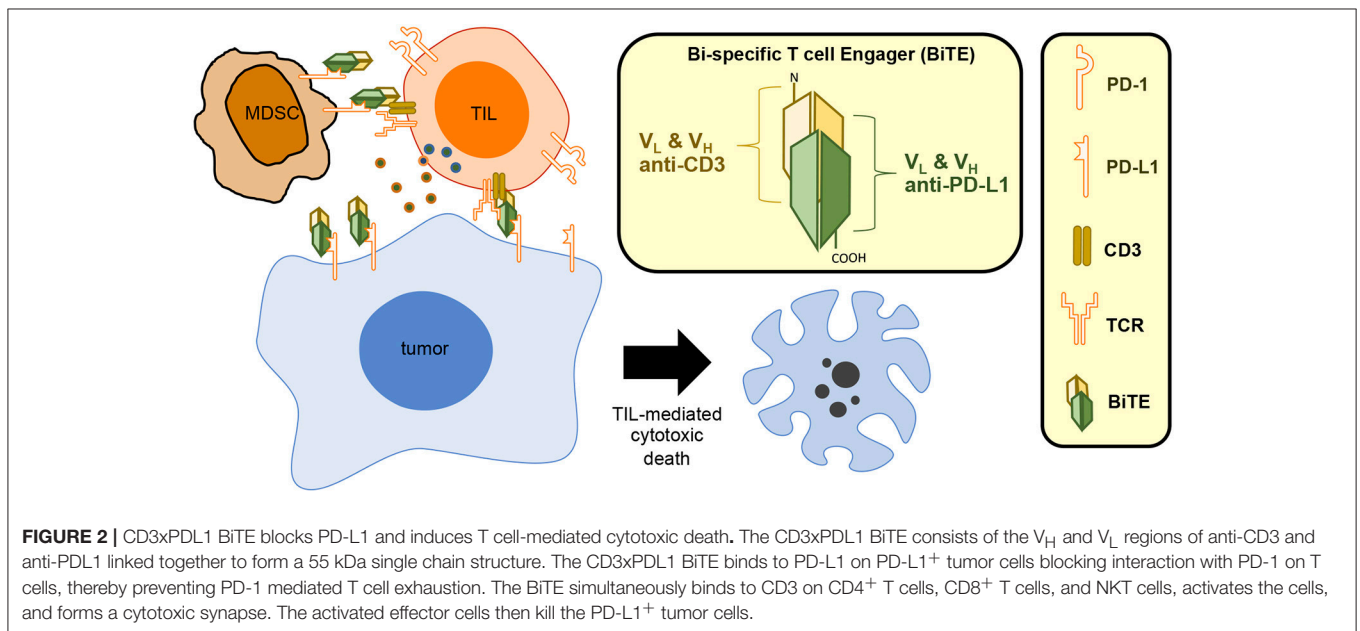 MDSC
TIL
tumor
TIL-mediated
cytotoxic
death
Bi-specific T cell Engager (BiTE)
N
V_L & V_H
anti-CD3
V_L & V_H
anti-PD-L1
COOH
PD-1
PD-L1
CD3
TCR
BiTE
FIGURE 2 | CD3xPDL1 BiTE blocks PD-L1 and induces T cell-mediated cytotoxic death. The CD3xPDL1 BiTE consists of the V_H and V_L regions of anti-CD3 and
anti-PDL1 linked together to form a 55 kDa single chain structure. The CD3xPDL1 BiTE binds to PD-L1 on PD-L1⁺ tumor cells blocking interaction with PD-1 on T
cells, thereby preventing PD-1 mediated T cell exhaustion. The BiTE simultaneously binds to CD3 on CD4⁺ T cells, CD8⁺ T cells, and NKT cells, activates the cells,
and forms a cytotoxic synapse. The activated effector cells then kill the PD-L1⁺ tumor cells.